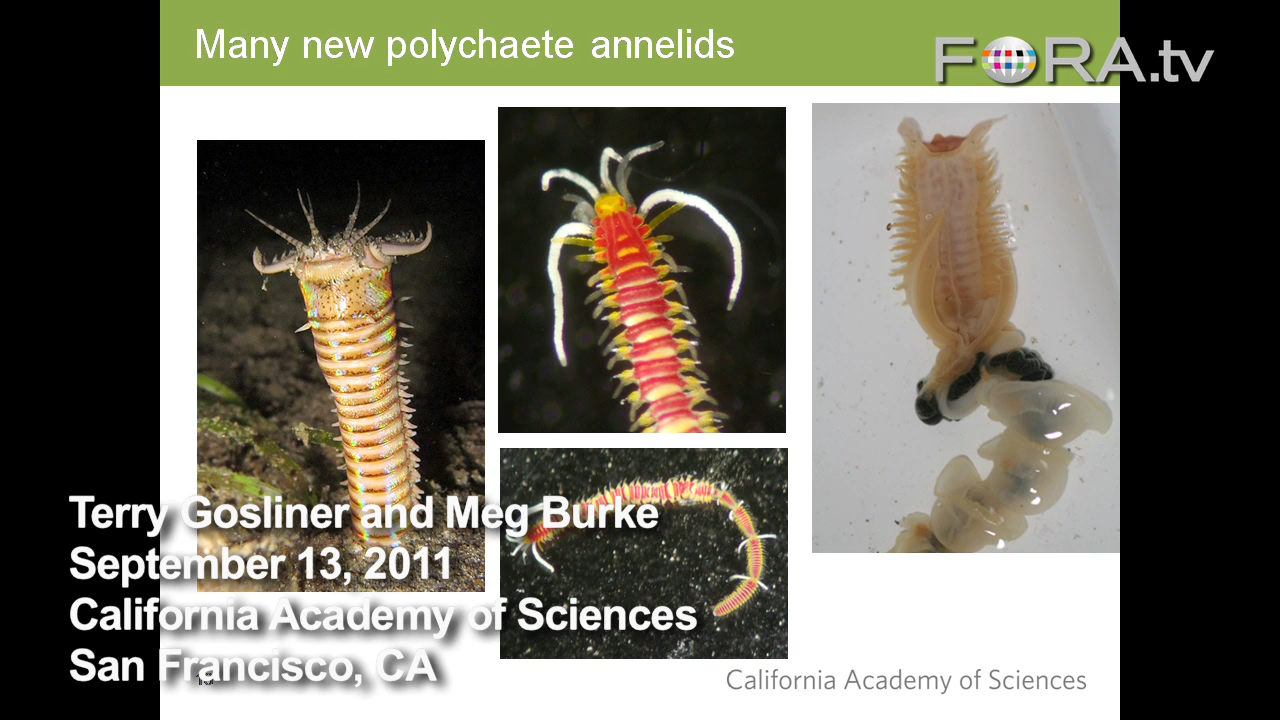 Many new polychaete annelids
FORA.tv
Terry Gosliner and Meg Burke
September 13, 2011
California Academy of Sciences
San Francisco, CA
California Academy of Sciences